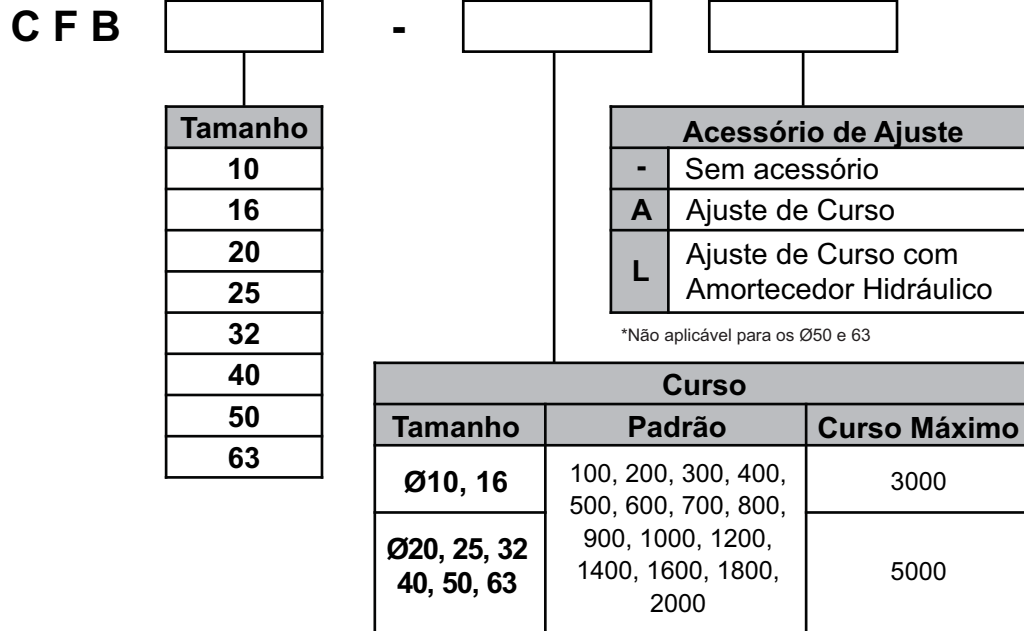 C F B -
Tamanho
10
16
20
25
32
40
50
63
Acessório de Ajuste
- Sem acessório
A Ajuste de Curso
L Ajuste de Curso com
Amortecedor Hidráulico
*Não aplicável para os Ø50 e 63
Curso
Tamanho Padrão Curso Máximo
Ø10, 16 100, 200, 300, 400,
500, 600, 700, 800,
900, 1000, 1200,
1400, 1600, 1800,
2000
3000
Ø20, 25, 32
40, 50, 63
5000